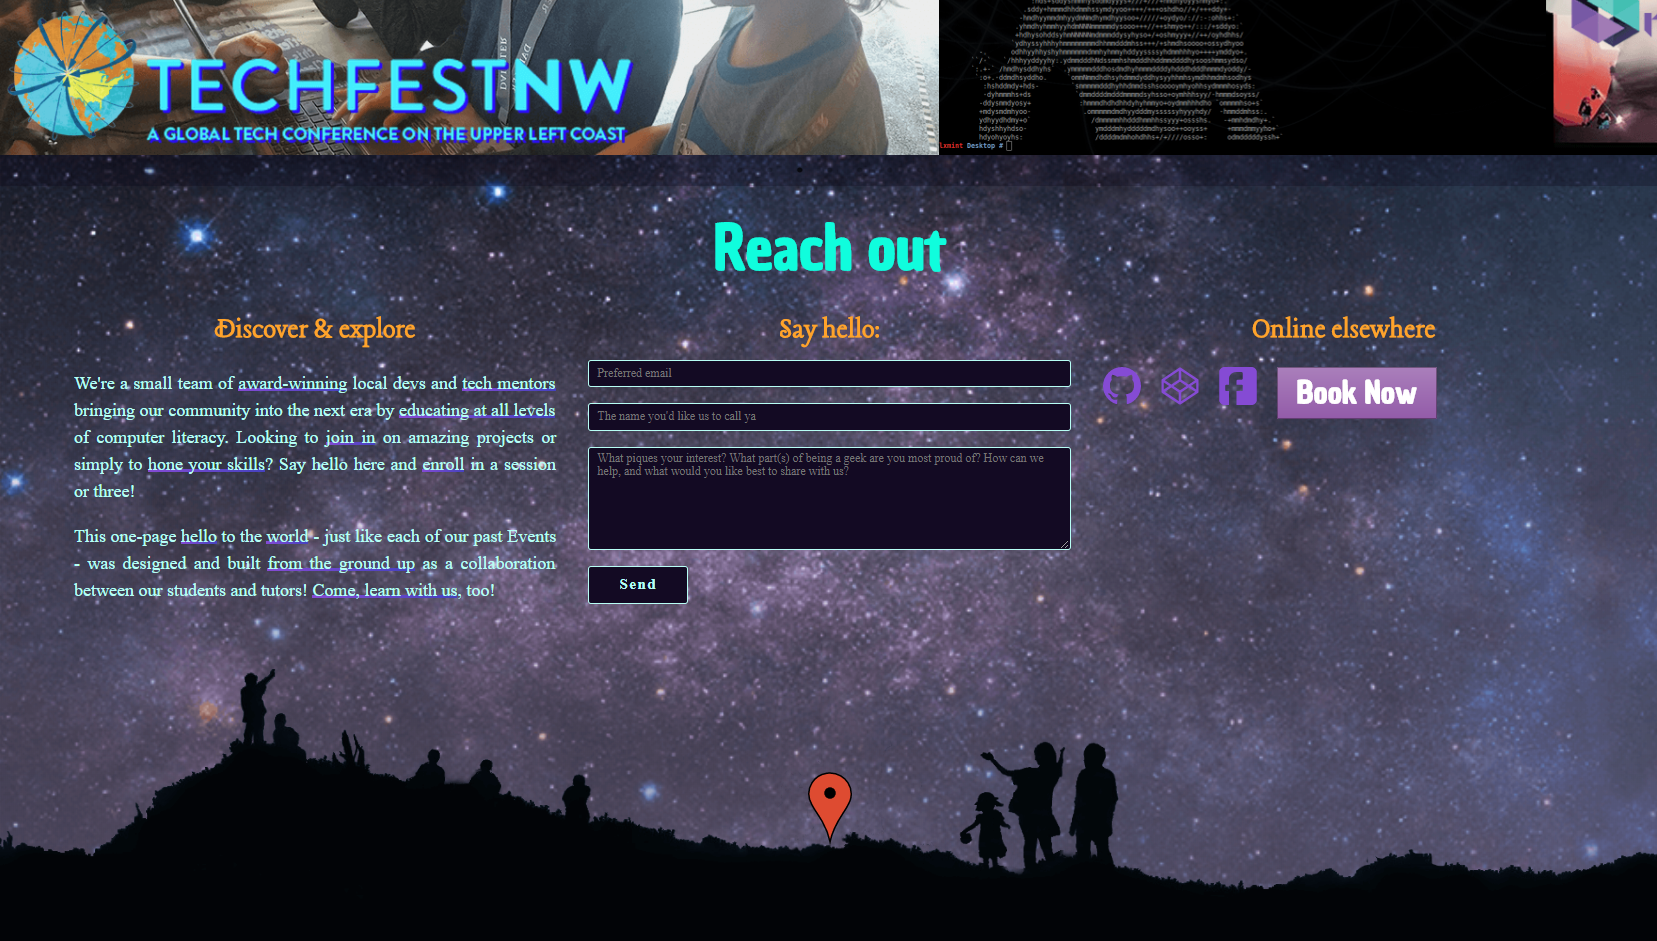 TECHFESTNW
A GLOBAL TECH CONFERENCE ON THE UPPER LEFT COAST
lxmint Desktop #
Reach out
Discover & explore
We're a small team of award-winning local devs and tech mentors
bringing our community into the next era by educating at all levels
of computer literacy. Looking to join in on amazing projects or
simply to hone your skills? Say hello here and enroll in a session
or three!
This one-page hello to the world - just like each of our past Events
- was designed and built from the ground up as a collaboration
between our students and tutors! Come, learn with us, too!
Say hello:
Preferred email
The name you'd like us to call ya
What piques your interest? What part(s) of being a geek are you most proud of? How can we
help, and what would you like best to share with us?
Send
Online elsewhere
Book Now